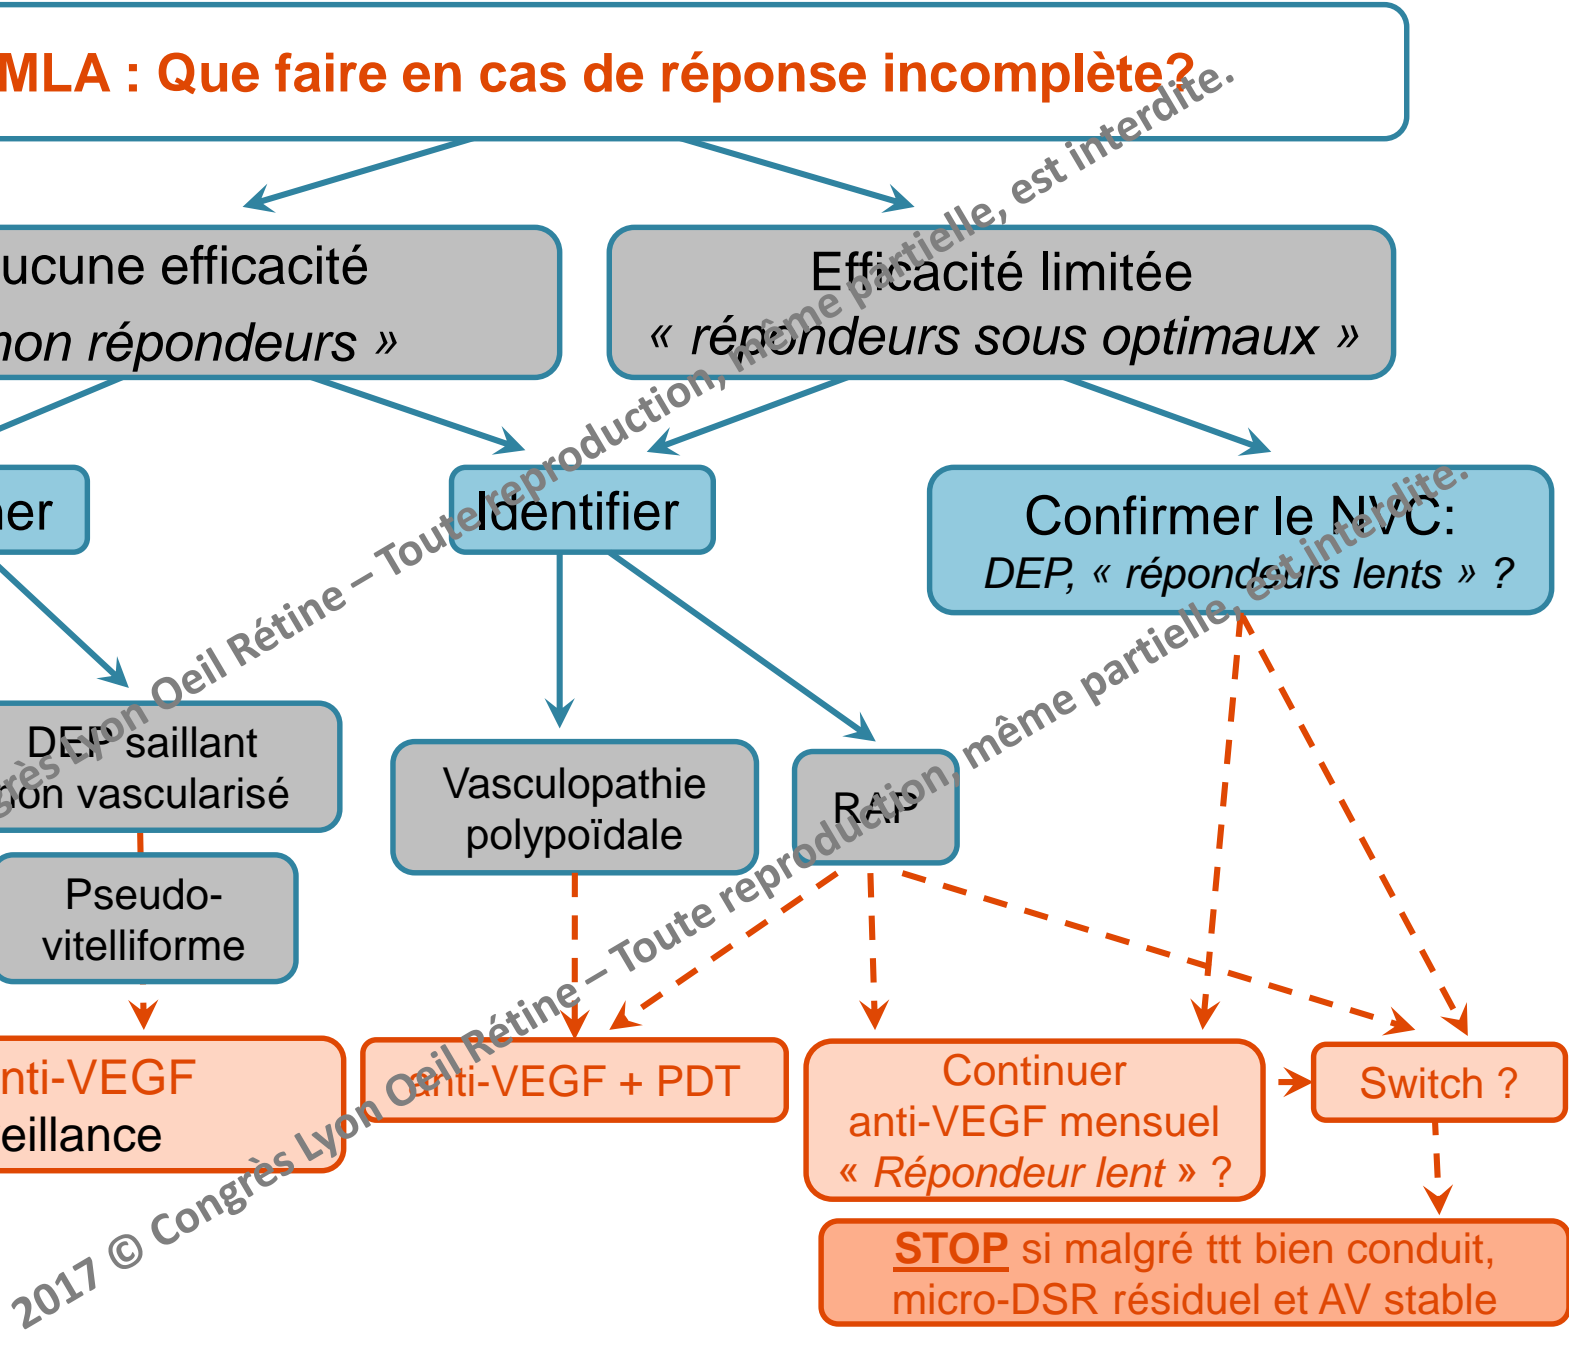 MLA : Que faire en cas de réponse incomplète?
ucune efficacité
non répondeurs »
Efficacité limitée
« répondeurs sous optimaux »
er
Identifier
Confirmer le NVC:
DEP, « répondeurs lents » ?
DEP saillant
non vascularisé
Vasculopathie
polypoïdale
RAP
Pseudo-
vitelliforme
nti-VEGF
eillance
anti-VEGF + PDT
Continuer
anti-VEGF mensuel
« Répondeur lent » ?
Switch ?
STOP si malgré ttt bien conduit,
micro-DSR résiduel et AV stable
grès Lyon Oeil Rétine – Toute reproduction, même partielle, est interdite.
2017 © Congrès Lyon Oeil Rétine – Toute reproduction, même partielle, est interdite.